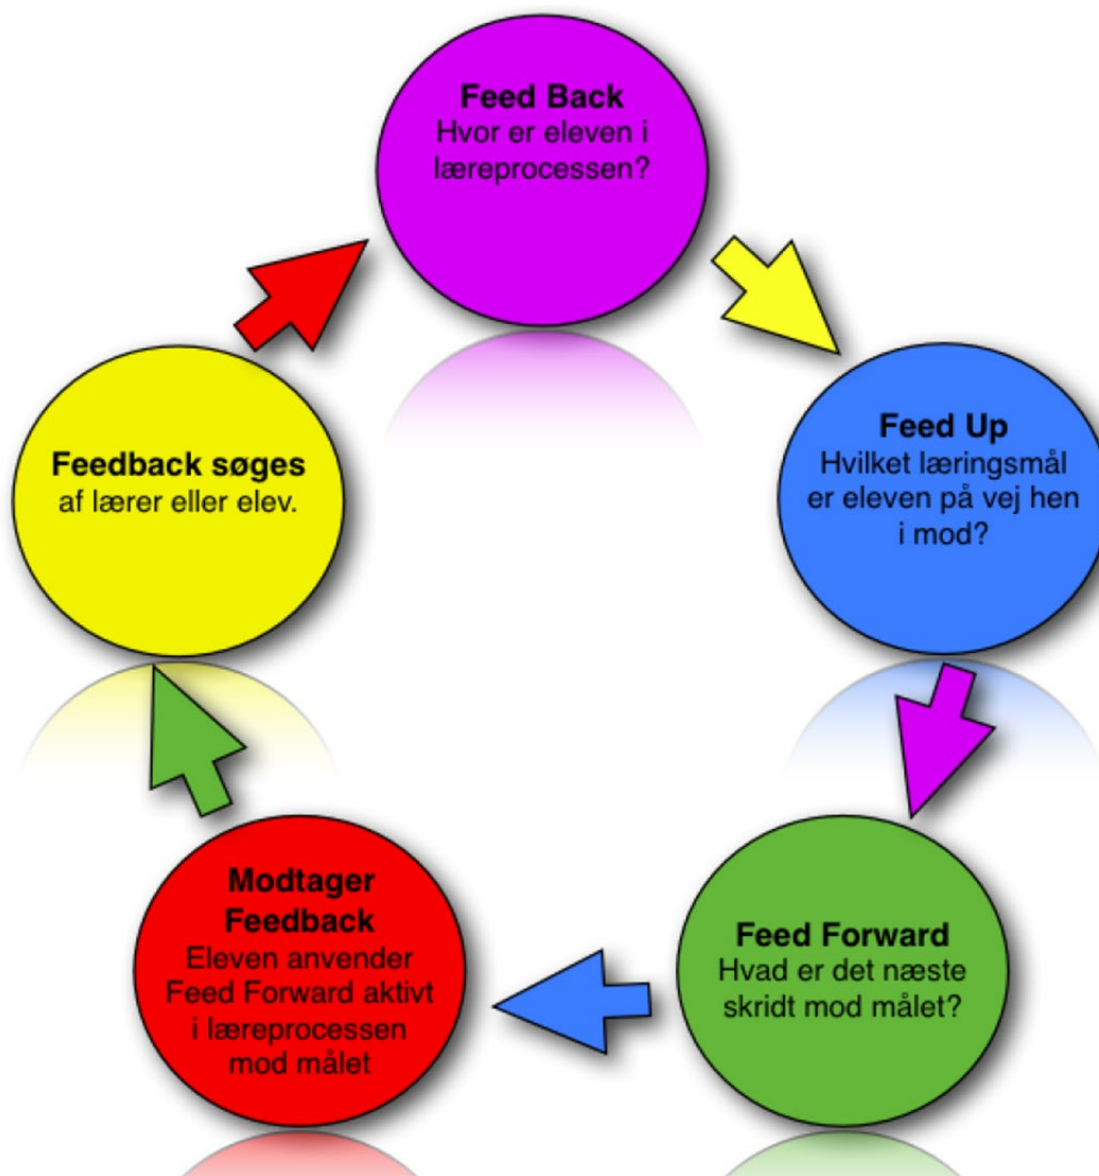 Feed Back
Hvor er eleven i
læreprocessen?
Feed Up
Hvilket læringsmål
er eleven på vej hen
i mod?
Feed Forward
Hvad er det næste
skridt mod målet?
Modtager
Feedback
Eleven anvender
Feed Forward aktivt
i læreprocessen
mod målet
Feedback søges
af lærer eller elev.